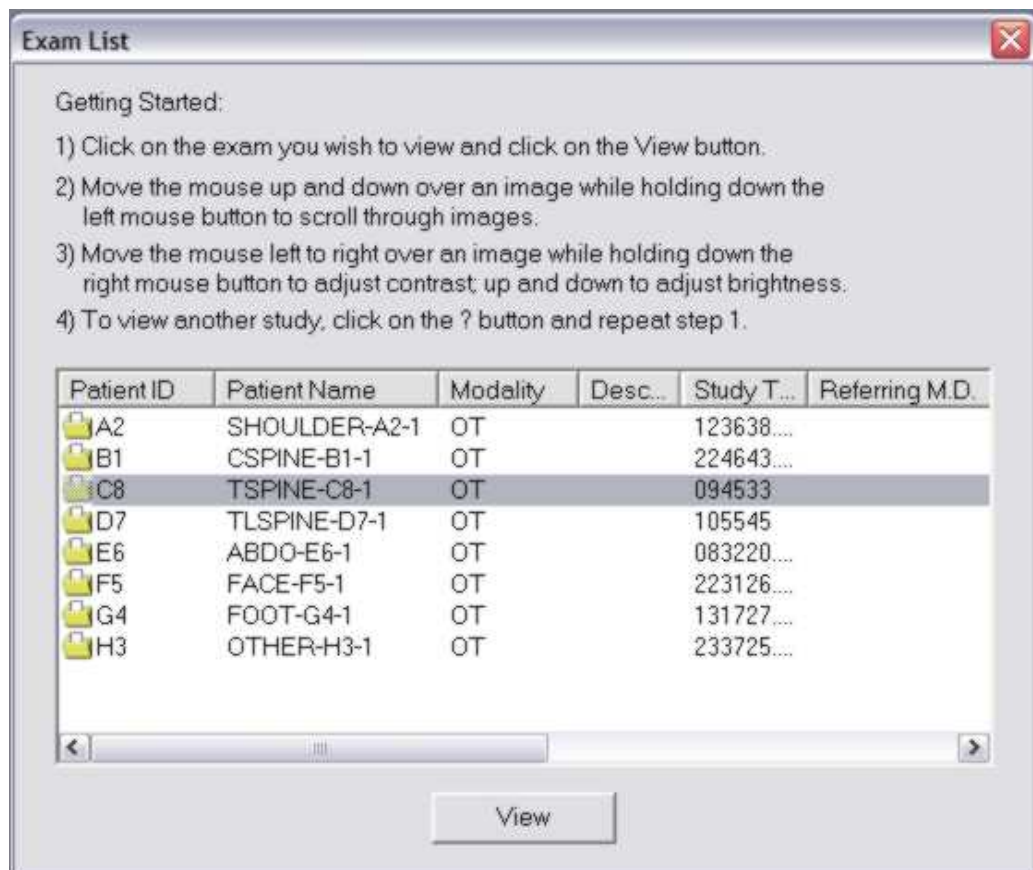 Exam List
Getting Started:
1) Click on the exam you wish to view and click on the View button.
2) Move the mouse up and down over an image while holding down the
left mouse button to scroll through images.
3) Move the mouse left to right over an image while holding down the
right mouse button to adjust contrast; up and down to adjust brightness.
4) To view another study, click on the ? button and repeat step 1.
Patient ID Patient Name Modality Desc... Study T... Referring M.D.
A2 SHOULDER-A2-1 OT 123638....
B1 CSPINE-B1-1 OT 224643....
C8 TSPINE-C8-1 OT 094533
D7 TLSPINE-D7-1 OT 105545
E6 ABDO-E6-1 OT 083220....
F5 FACE-F5-1 OT 223126....
G4 FOOT-G4-1 OT 131727....
H3 OTHER-H3-1 OT 233725....
View